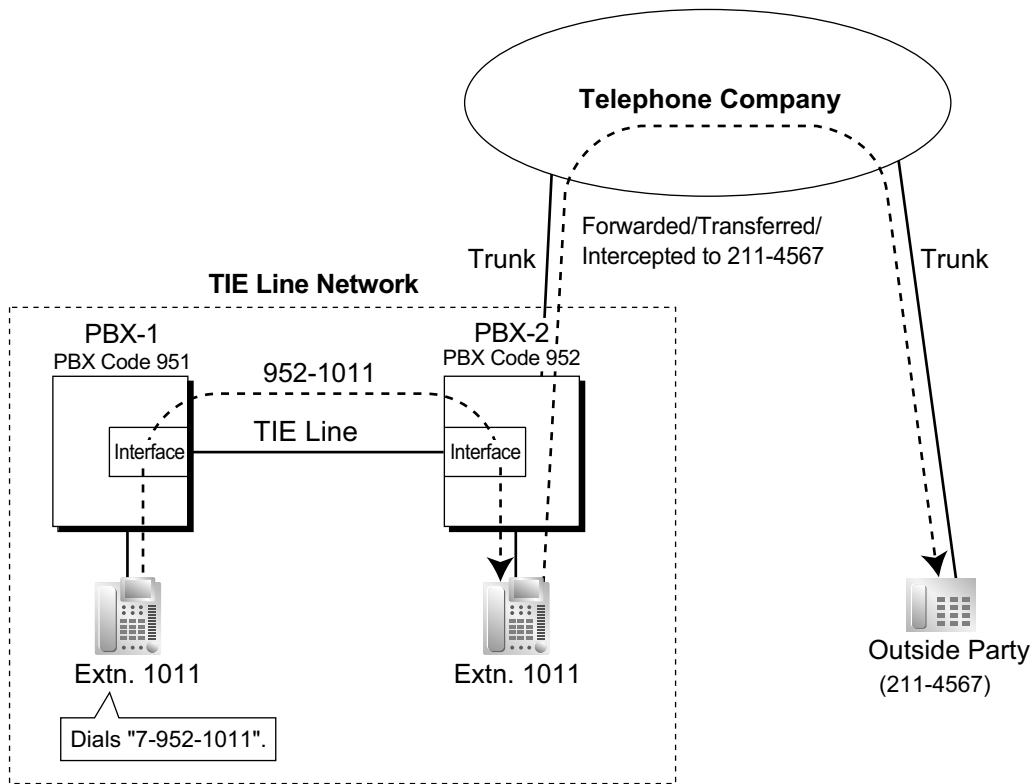 Telephone Company
Forwarded/Transferred/
Intercepted to 211-4567
Trunk
Trunk
TIE Line Network
PBX-1
PBX Code 951
PBX-2
PBX Code 952
952-1011
TIE Line
Interface
Interface
Extn. 1011
Extn. 1011
Outside Party
(211-4567)
Dials "7-952-1011".